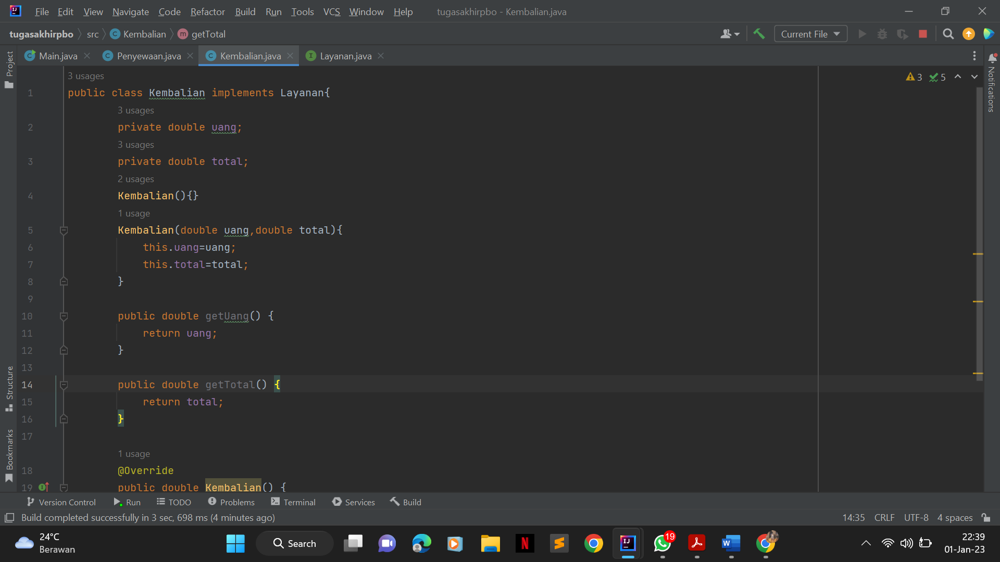 File Edit View Navigate Code Refactor Build Run Tools VCS Window Help tugasakhirpbo - Kembalian.java
tugasakhirpbo src C Kembalian m getTotal Current File
C Main.java C Penyewaan.java C Kembalian.java I Layanan.java
Project
Structure
Bookmarks
Notifications
3 5
3 usages
1 public class Kembalian implements Layanan{
3 usages
2 private double uang;
3 usages
3 private double total;
2 usages
4 Kembalian(){}
1 usage
5 Kembalian(double uang,double total){
6 this.uang=uang;
7 this.total=total;
8 }
9
10 public double getUang() {
11 return uang;
12 }
13
14 public double getTotal() {
15 return total;
16 }
17
1 usage
18 @Override
19 public double Kembalian() {
Version Control Run TODO Problems Terminal Services Build
Build completed successfully in 3 sec, 698 ms (4 minutes ago) 14:35 CRLF UTF-8 4 spaces
24°C
Berawan
Search
19
22:39
01-Jan-23